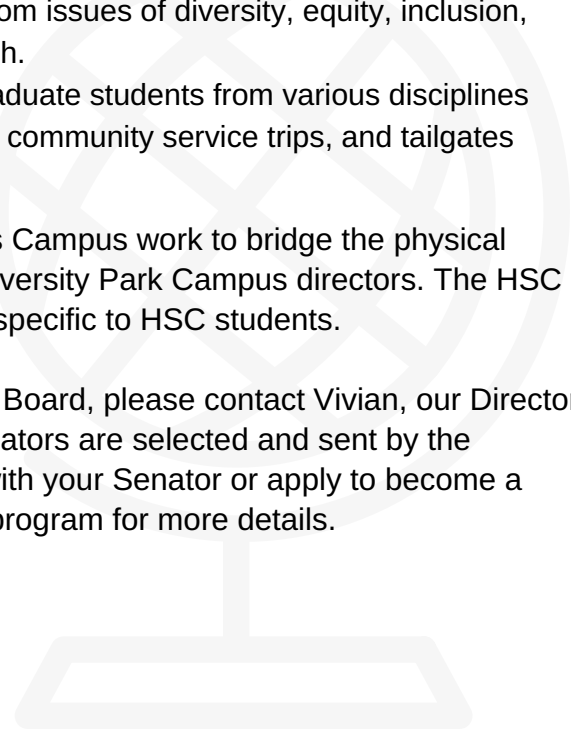 om issues of diversity, equity, inclusion,
h.
aduate students from various disciplines
community service trips, and tailgates
s Campus work to bridge the physical
versity Park Campus directors. The HSC
specific to HSC students.
Board, please contact Vivian, our Director
ators are selected and sent by the
ith your Senator or apply to become a
program for more details.